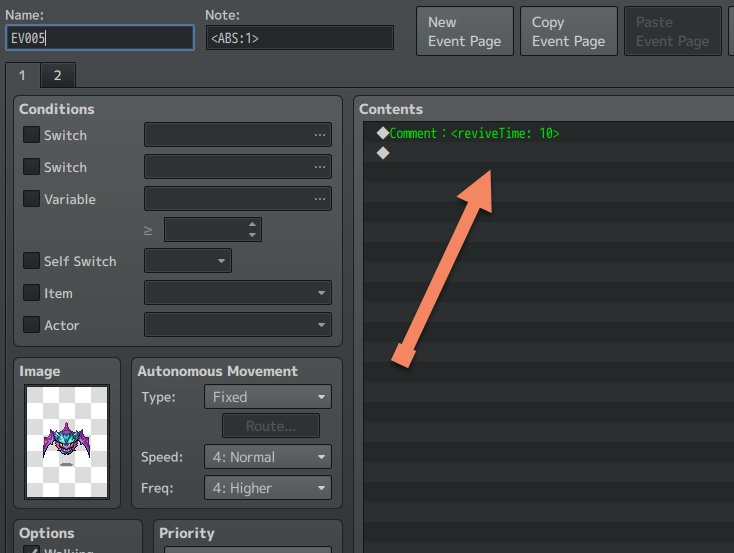 Name:
Note:
EV005
<ABS:1>
New
Event Page
Copy
Event Page
Paste
Event Page
1
2
Conditions
Switch
...
Switch
...
Variable
...
≥
Self Switch
Item
Actor
Contents
◆Comment：<reviveTime: 10>
◆
Image
Autonomous Movement
Type:
Fixed
Route...
Speed:
4: Normal
Freq:
4: Higher
Options
Walking
Priority